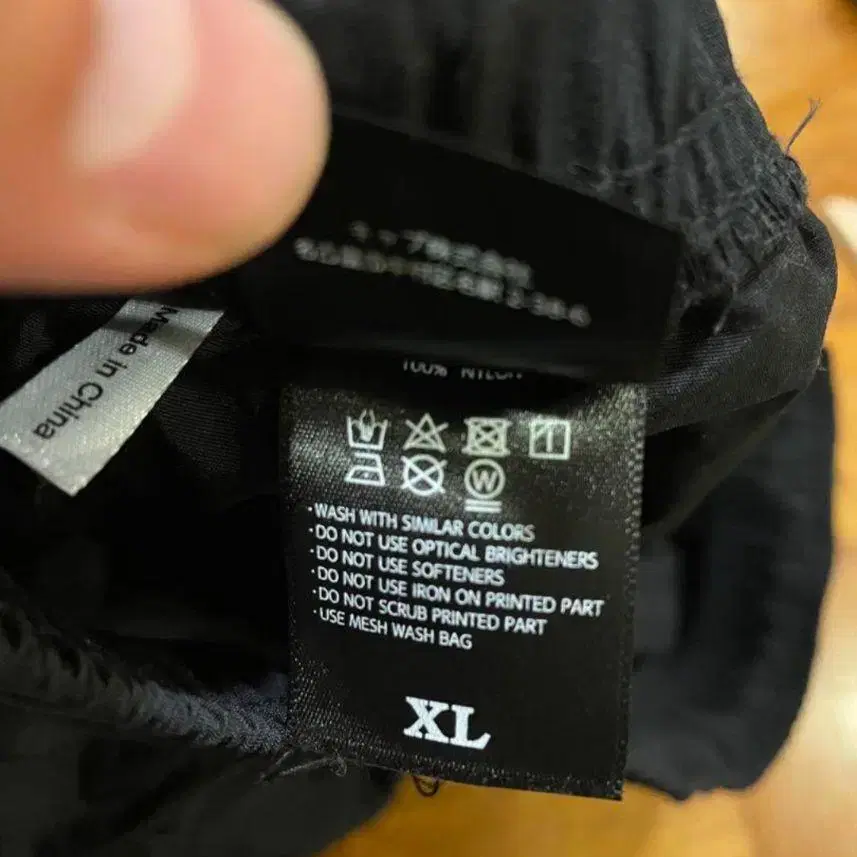 Made in China
100% NYLON
·WASH WITH SIMILAR COLORS
·DO NOT USE OPTICAL BRIGHTENERS
·DO NOT USE SOFTENERS
·DO NOT USE IRON ON PRINTED PART
·DO NOT SCRUB PRINTED PART
·USE MESH WASH BAG
W
XL